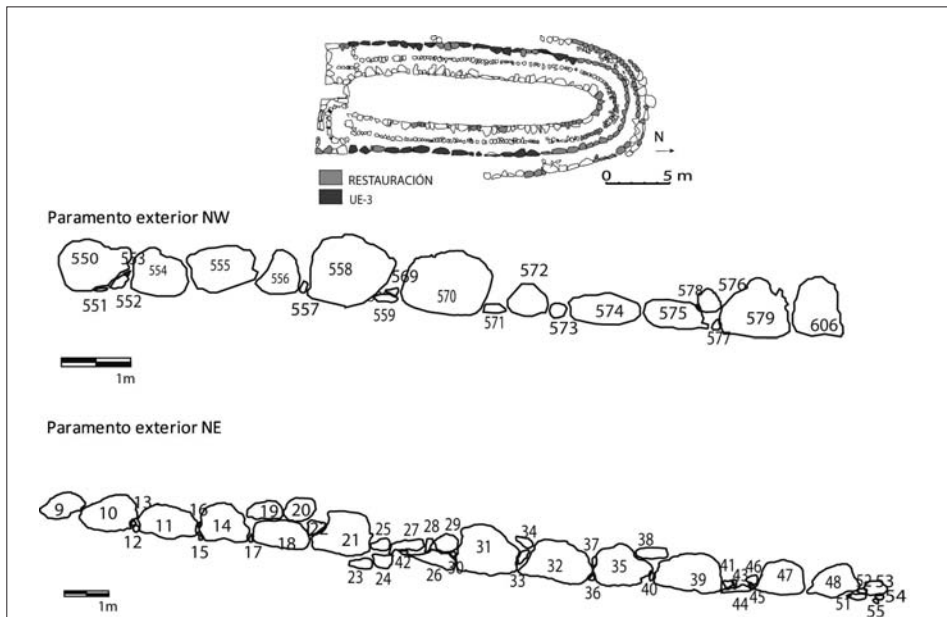 N
0 5 m
RESTAURACIÓN
UE-3
Paramento exterior NW
550 553 554 555 556 558 569 570 572 578 576
551 552 557 559 571 573 574 575 577 579 606
1m
Paramento exterior NE
9 10 13 11 16 14 19 20 21 25 27 28 29 31 34 32 37 35 38 39 41 43 46 47 48 52 53
12 15 17 18 23 24 42 26 30 33 36 40 44 45 51 55 54
1m